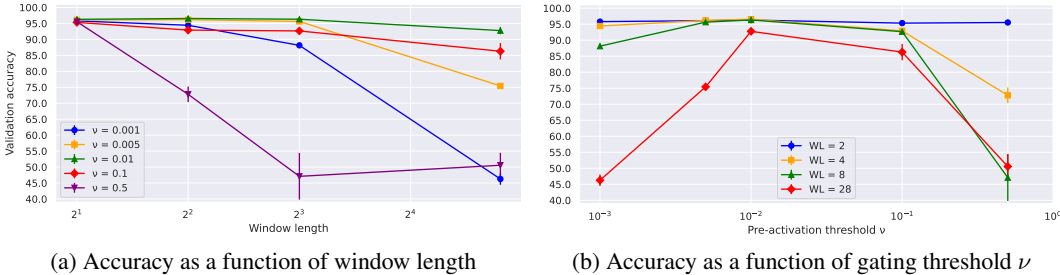 100.0
95.0
90.0
85.0
80.0
75.0
70.0
65.0
60.0
55.0
50.0
45.0
40.0
Validation accuracy
ν = 0.001
ν = 0.005
ν = 0.01
ν = 0.1
ν = 0.5
2¹ 2² 2³ 2⁴
Window length
(a) Accuracy as a function of window length
100.0
95.0
90.0
85.0
80.0
75.0
70.0
65.0
60.0
55.0
50.0
45.0
40.0
WL = 2
WL = 4
WL = 8
WL = 28
10⁻³ 10⁻² 10⁻¹ 10⁰
Pre-activation threshold ν
(b) Accuracy as a function of gating threshold ν